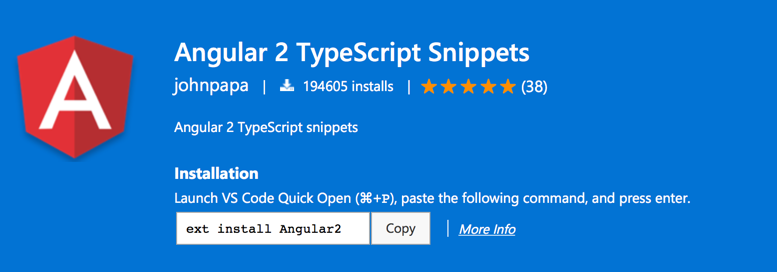 A
Angular 2 TypeScript Snippets
johnpapa | 194605 installs | ★★★★★ (38)
Angular 2 TypeScript snippets
Installation
Launch VS Code Quick Open (⌘+P), paste the following command, and press enter.
ext install Angular2 Copy | More Info